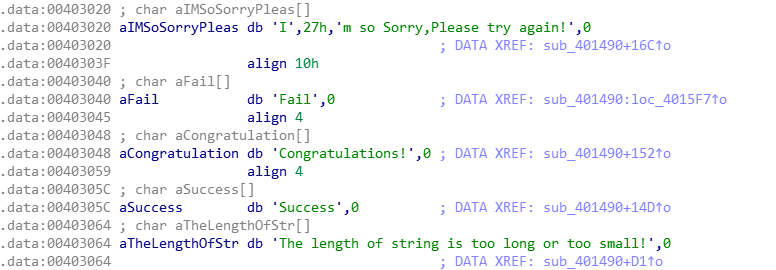 .data:00403020 ; char aIMSoSorryPleas[]
.data:00403020 aIMSoSorryPleas db 'I',27h,'m so Sorry,Please try again!',0
.data:00403020 ; DATA XREF: sub_401490+16C↑o
.data:0040303F align 10h
.data:00403040 ; char aFail[]
.data:00403040 aFail db 'Fail',0 ; DATA XREF: sub_401490:loc_4015F7↑o
.data:00403045 align 4
.data:00403048 ; char aCongratulation[]
.data:00403048 aCongratulation db 'Congratulations!',0 ; DATA XREF: sub_401490+152↑o
.data:00403059 align 4
.data:0040305C ; char aSuccess[]
.data:0040305C aSuccess db 'Success',0 ; DATA XREF: sub_401490+14D↑o
.data:00403064 ; char aTheLengthOfStr[]
.data:00403064 aTheLengthOfStr db 'The length of string is too long or too small!',0
.data:00403064 ; DATA XREF: sub_401490+D1↑o